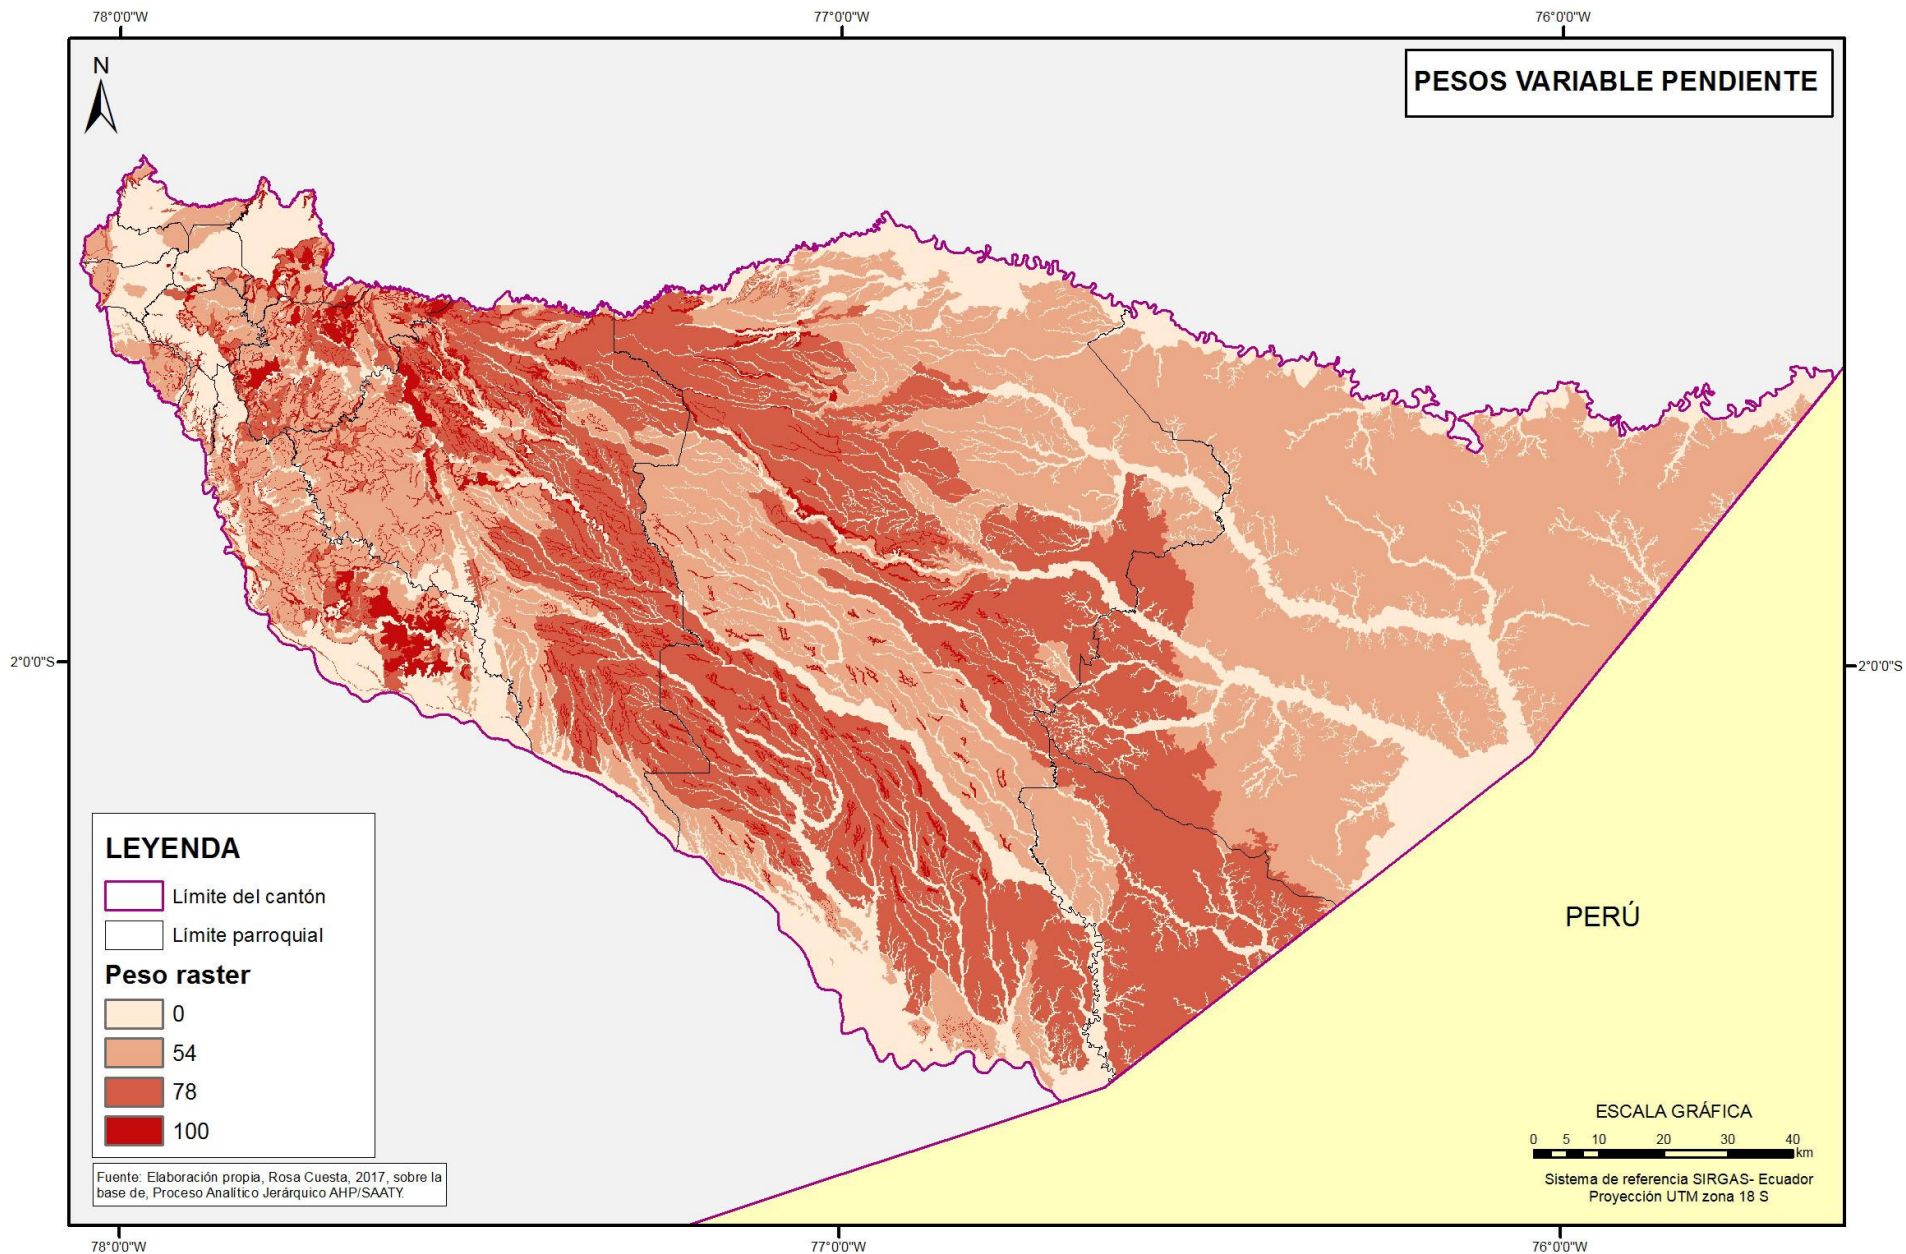 78°0'0"W
77°0'0"W
76°0'0"W
N
PESOS VARIABLE PENDIENTE
2°0'0"S
2°0'0"S
LEYENDA
Límite del cantón
Límite parroquial
Peso raster
0
54
78
100
Fuente: Elaboración propia, Rosa Cuesta, 2017, sobre la
base de, Proceso Analítico Jerárquico AHP/SAATY.
PERÚ
ESCALA GRÁFICA
0 5 10 20 30 40
km
Sistema de referencia SIRGAS- Ecuador
Proyección UTM zona 18 S
78°0'0"W
77°0'0"W
76°0'0"W